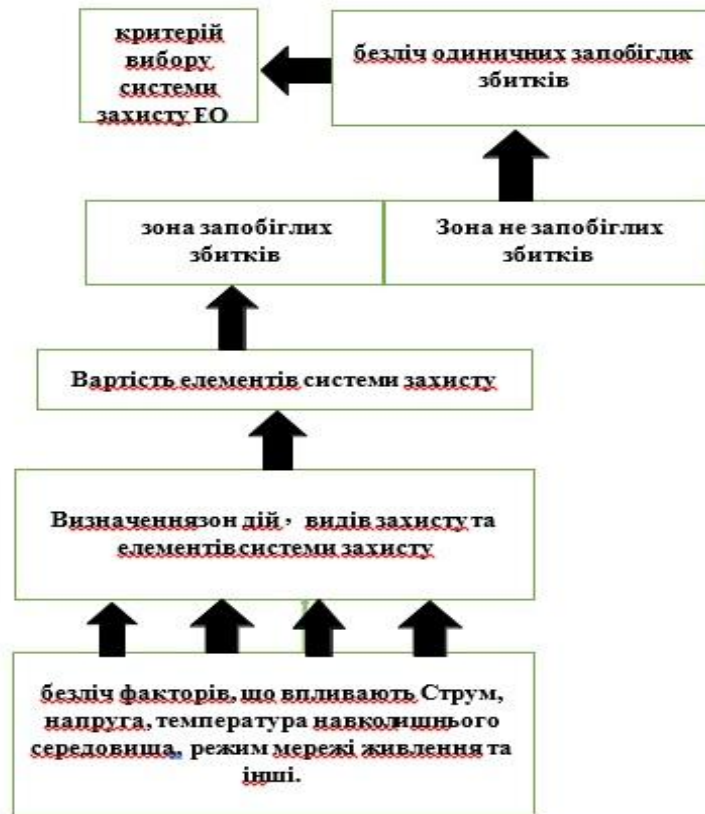 критерій
вибору
системи
захисту ЕО
безліч одиничних запобіглих
збитків
зона запобіглих
збитків
Зона не запобіглих
збитків
Вартість елементів системи захисту
Визначеннязон дій, видів захисту та
елементів системи захисту
безліч факторів, що впливають Струм,
напруга, температура навколишнього
середовища, режим мережі живлення та
інші.